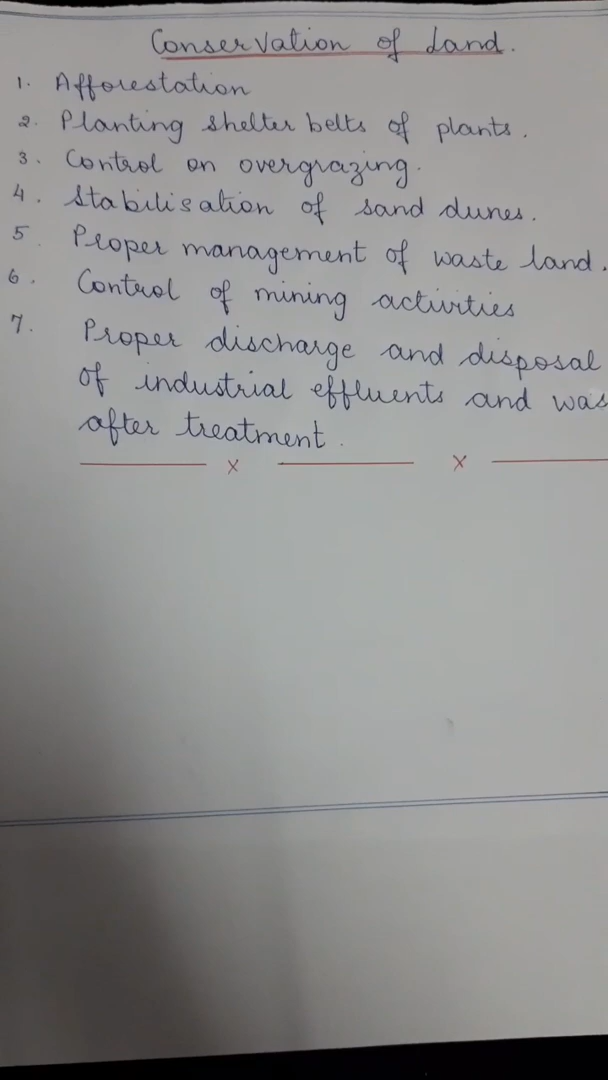 Conservation of Land.
1. Afforestation
2. Planting shelter belts of plants.
3. Control on overgrazing.
4. Stabilisation of sand dunes.
5. Proper management of waste land.
6. Control of mining activities
7. Proper discharge and disposal
of industrial effluents and
after treatment.
x x